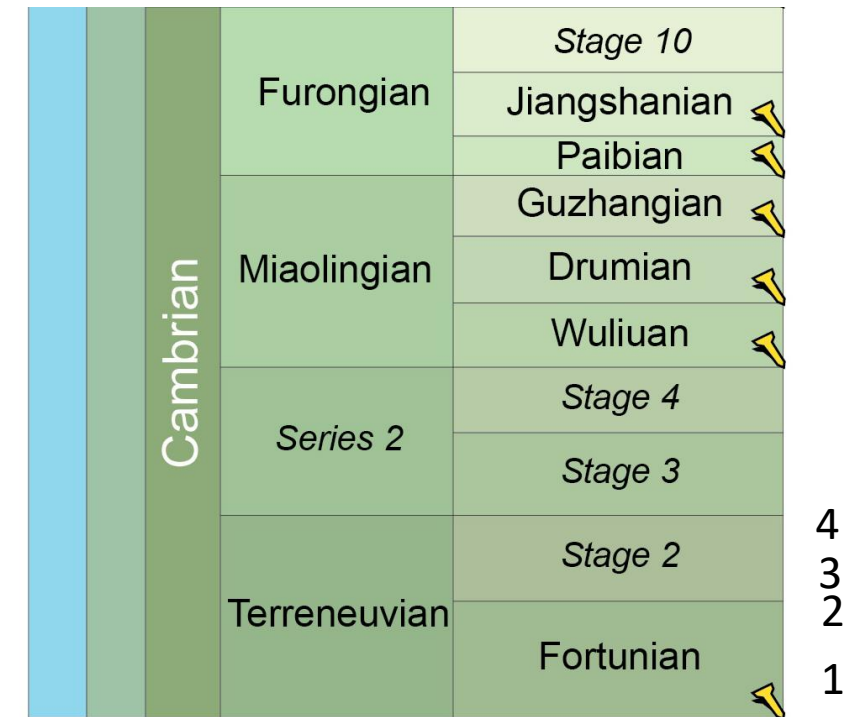 Stage 10
Furongian
Jiangshanian
Paibian
Guzhangian
Miaolingian
Drumian
Wuliuan
Cambrian
Stage 4
Series 2
Stage 3
4
Stage 2
3
2
Terreneuvian
Fortunian
1